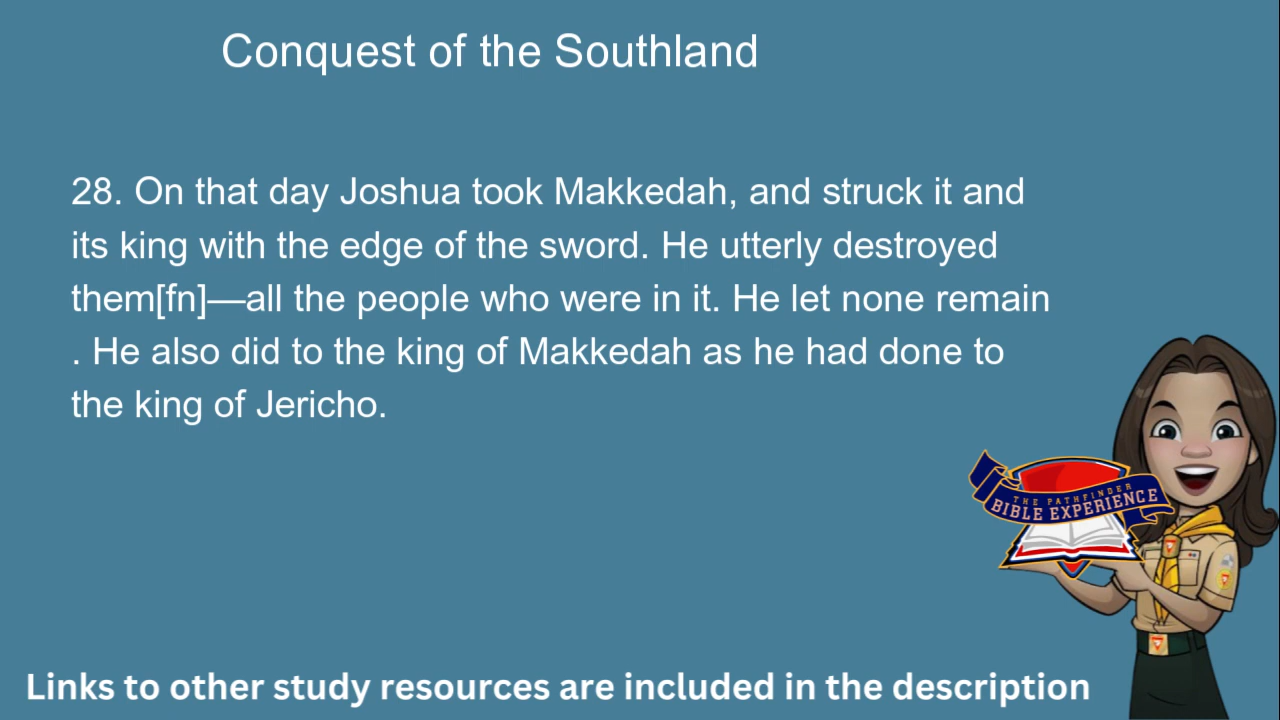 Conquest of the Southland
28. On that day Joshua took Makkedah, and struck it and
its king with the edge of the sword. He utterly destroyed
them[fn]—all the people who were in it. He let none remain
. He also did to the king of Makkedah as he had done to
the king of Jericho.
THE PATHFINDER
BIBLE EXPERIENCE
Links to other study resources are included in the description